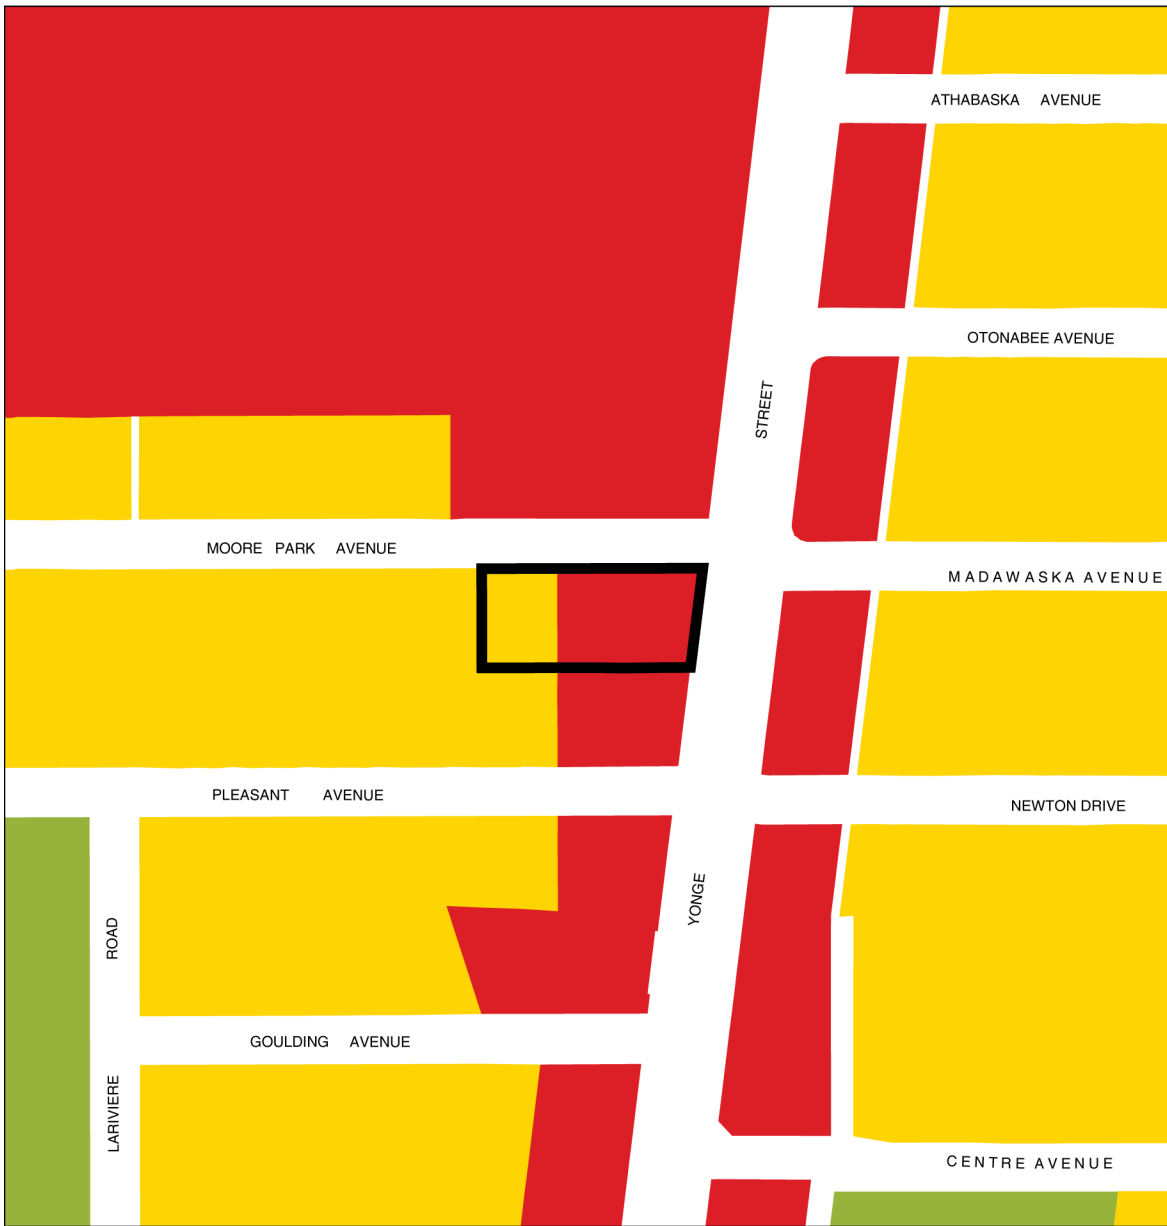 ATHABASKA AVENUE
OTONABEE AVENUE
STREET
MOORE PARK AVENUE
MADAWASKA AVENUE
PLEASANT AVENUE
NEWTON DRIVE
YONGE
ROAD
GOULDING AVENUE
LARIVIERE
CENTRE AVENUE